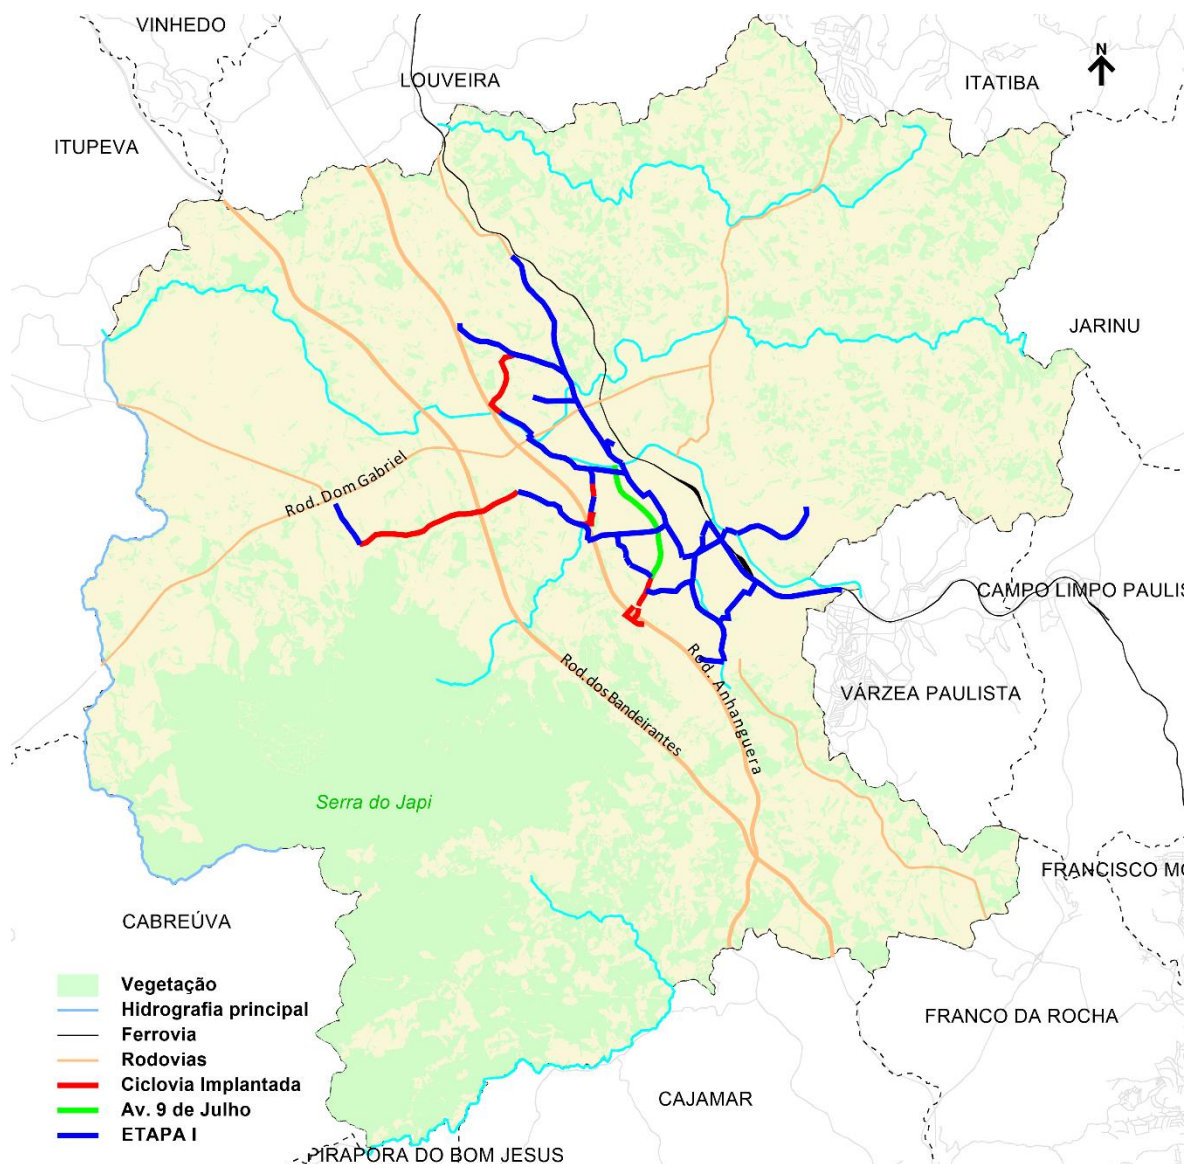 VINHEDO
LOUVEIRA
ITATIBA
N
ITUPEVA
JARINU
Rod. Dom Gabriel
CAMPO LIMPO PAULIS
Rod. dos Bandeirantes
Rod. Anhanguera
VÁRZEA PAULISTA
Serra do Japi
FRANCISCO MO
CABREÚVA
Vegetação
Hidrografia principal
Ferrovia
Rodovias
Ciclovia Implantada
Av. 9 de Julho
ETAPA I
FRANCO DA ROCHA
CAJAMAR
PIRAPORA DO BOM JESUS